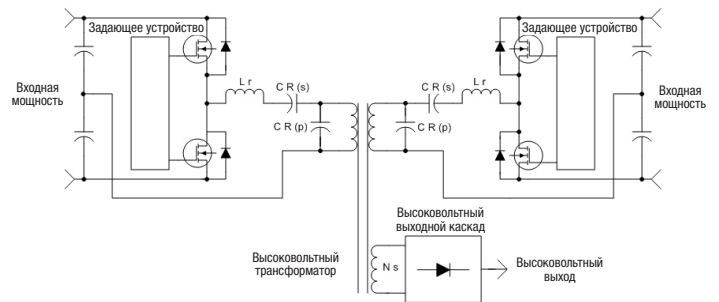 Задающее устройство
Задающее устройство
Входная
мощность
L r
C R (s)
C R (p)
C R (s)
L r
C R (p)
Входная
мощность
Высоковольтный
выходной каскад
Высоковольтный
трансформатор
N s
Высоковольтный
выход